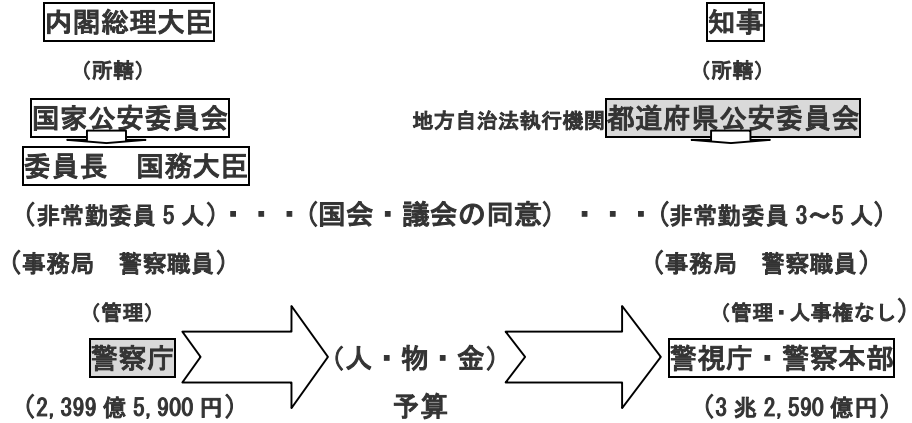 内閣総理大臣 知事
（所轄） （所轄）
国家公安委員会 地方自治法執行機関都道府県公安委員会
委員長　国務大臣
（非常勤委員5人）・・・（国会・議会の同意）・・・（非常勤委員3～5人）
（事務局　警察職員） （事務局　警察職員）
（管理） （管理・人事権なし）
警察庁 （人・物・金） 警視庁・警察本部
（2,399億5,900円） 予算 （3兆2,590億円）